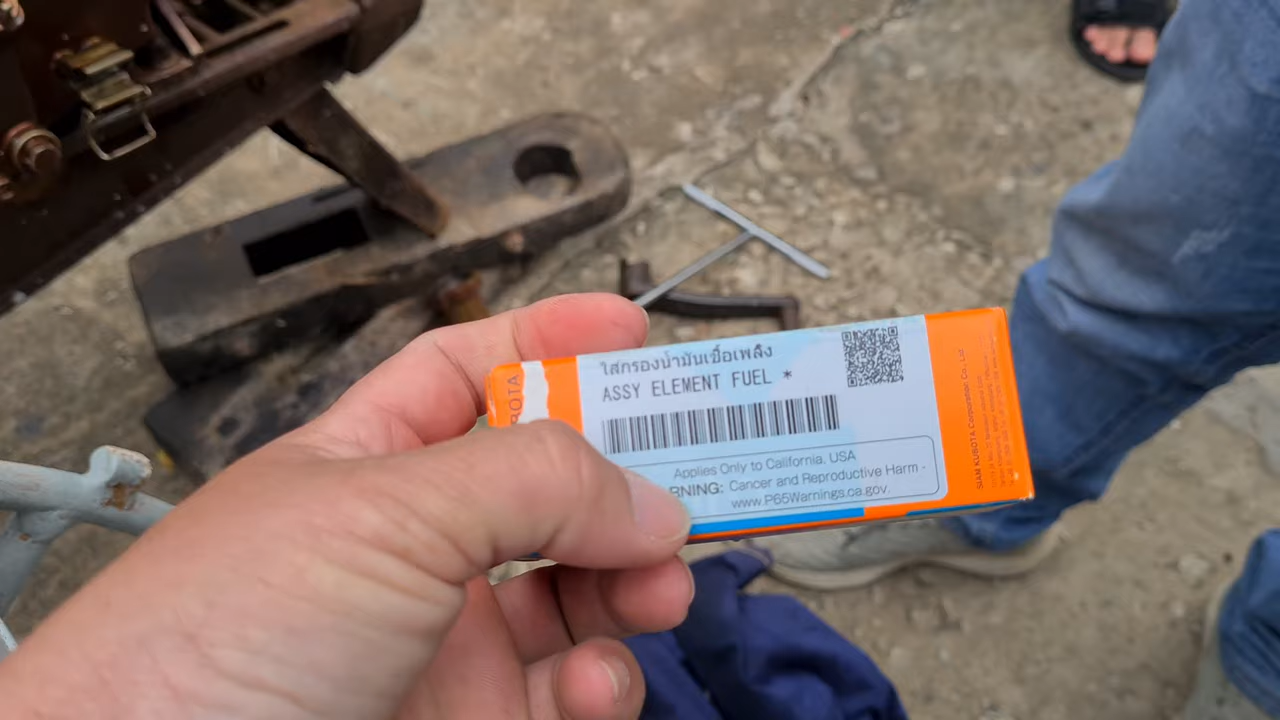 ไส้กรองน้ำมันเชื้อเพลิง
ASSY ELEMENT FUEL *
Applies Only to California, USA
Cancer and Reproductive Harm -
www.P65Warnings.ca.gov.
SIAM KUBOTA Corporation Co., Ltd